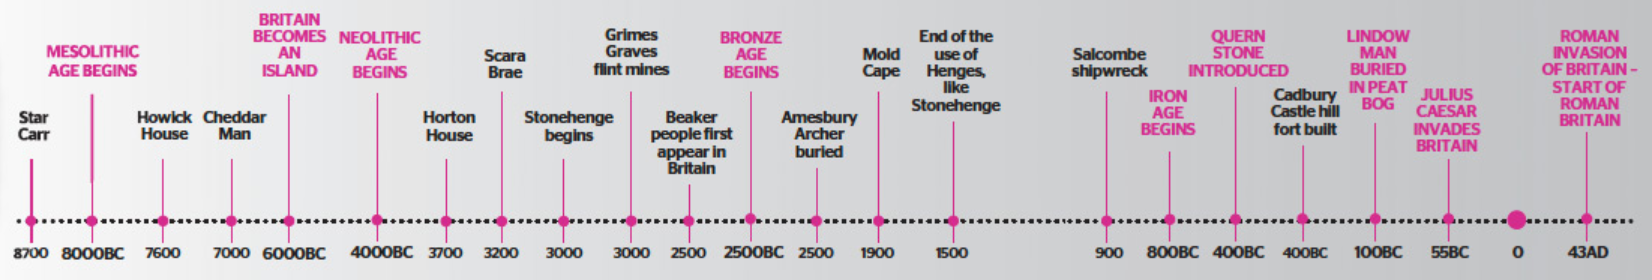 Star
Carr
8700
MESOLITHIC
AGE BEGINS
8000BC
Howick
House
7600
Cheddar
Man
7000
BRITAIN
BECOMES
AN
ISLAND
6000BC
NEOLITHIC
AGE
BEGINS
4000BC
Horton
House
3700
Scara
Brae
3200
Stonehenge
begins
3000
Grimes
Graves
flint mines
3000
Beaker
people first
appear in
Britain
2500
BRONZE
AGE
BEGINS
2500BC
Amesbury
Archer
buried
2500
Mold
Cape
1900
End of the
use of
Henges,
like
Stonehenge
1500
Salcombe
shipwreck
900
IRON
AGE
BEGINS
800BC
QUERN
STONE
INTRODUCED
400BC
Cadbury
Castle hill
fort built
400BC
LINDOW
MAN
BURIED
IN PEAT
BOG
100BC
JULIUS
CAESAR
INVADES
BRITAIN
55BC
0
ROMAN
INVASION
OF BRITAIN –
START OF
ROMAN
BRITAIN
43AD